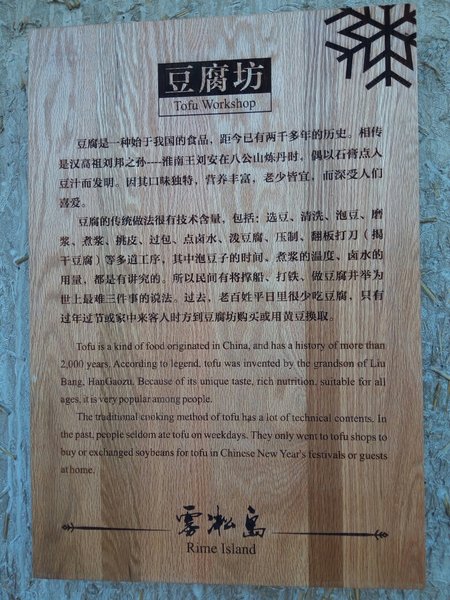 豆腐坊
Tofu Workshop
豆腐是一种始于我国的食品，距今已有两千多年的历史。相传
是汉高祖刘邦之孙----淮南王刘安在八公山炼丹时，偶以石膏点入
豆汁而发明。因其口味独特，营养丰富，老少皆宜，而深受人们
喜爱。
豆腐的传统做法很有技术含量，包括：选豆、清洗、泡豆、磨
浆、煮浆、挑皮、过包、点卤水、泼豆腐、压制、翻板打刀（揭
干豆腐）等多道工序，其中泡豆子的时间、煮浆的温度、卤水的
用量，都是有讲究的。所以民间有将撑船、打铁、做豆腐并举为
世上最难三件事的说法。过去，老百姓平日里很少吃豆腐，只有
过年过节或家中来客人时方到豆腐坊购买或用黄豆换取。
Tofu is a kind of food originated in China, and has a history of more than
2,000 years. According to legend, tofu was invented by the grandson of Liu
Bang, HanGaozu. Because of its unique taste, rich nutrition, suitable for all
ages, it is very popular among people.
The traditional cooking method of tofu has a lot of technical contents. In
the past, people seldom ate tofu on weekdays. They only went to tofu shops to
buy or exchanged soybeans for tofu in Chinese New Year's festivals or guests
at home.
雾凇岛
Rime Island